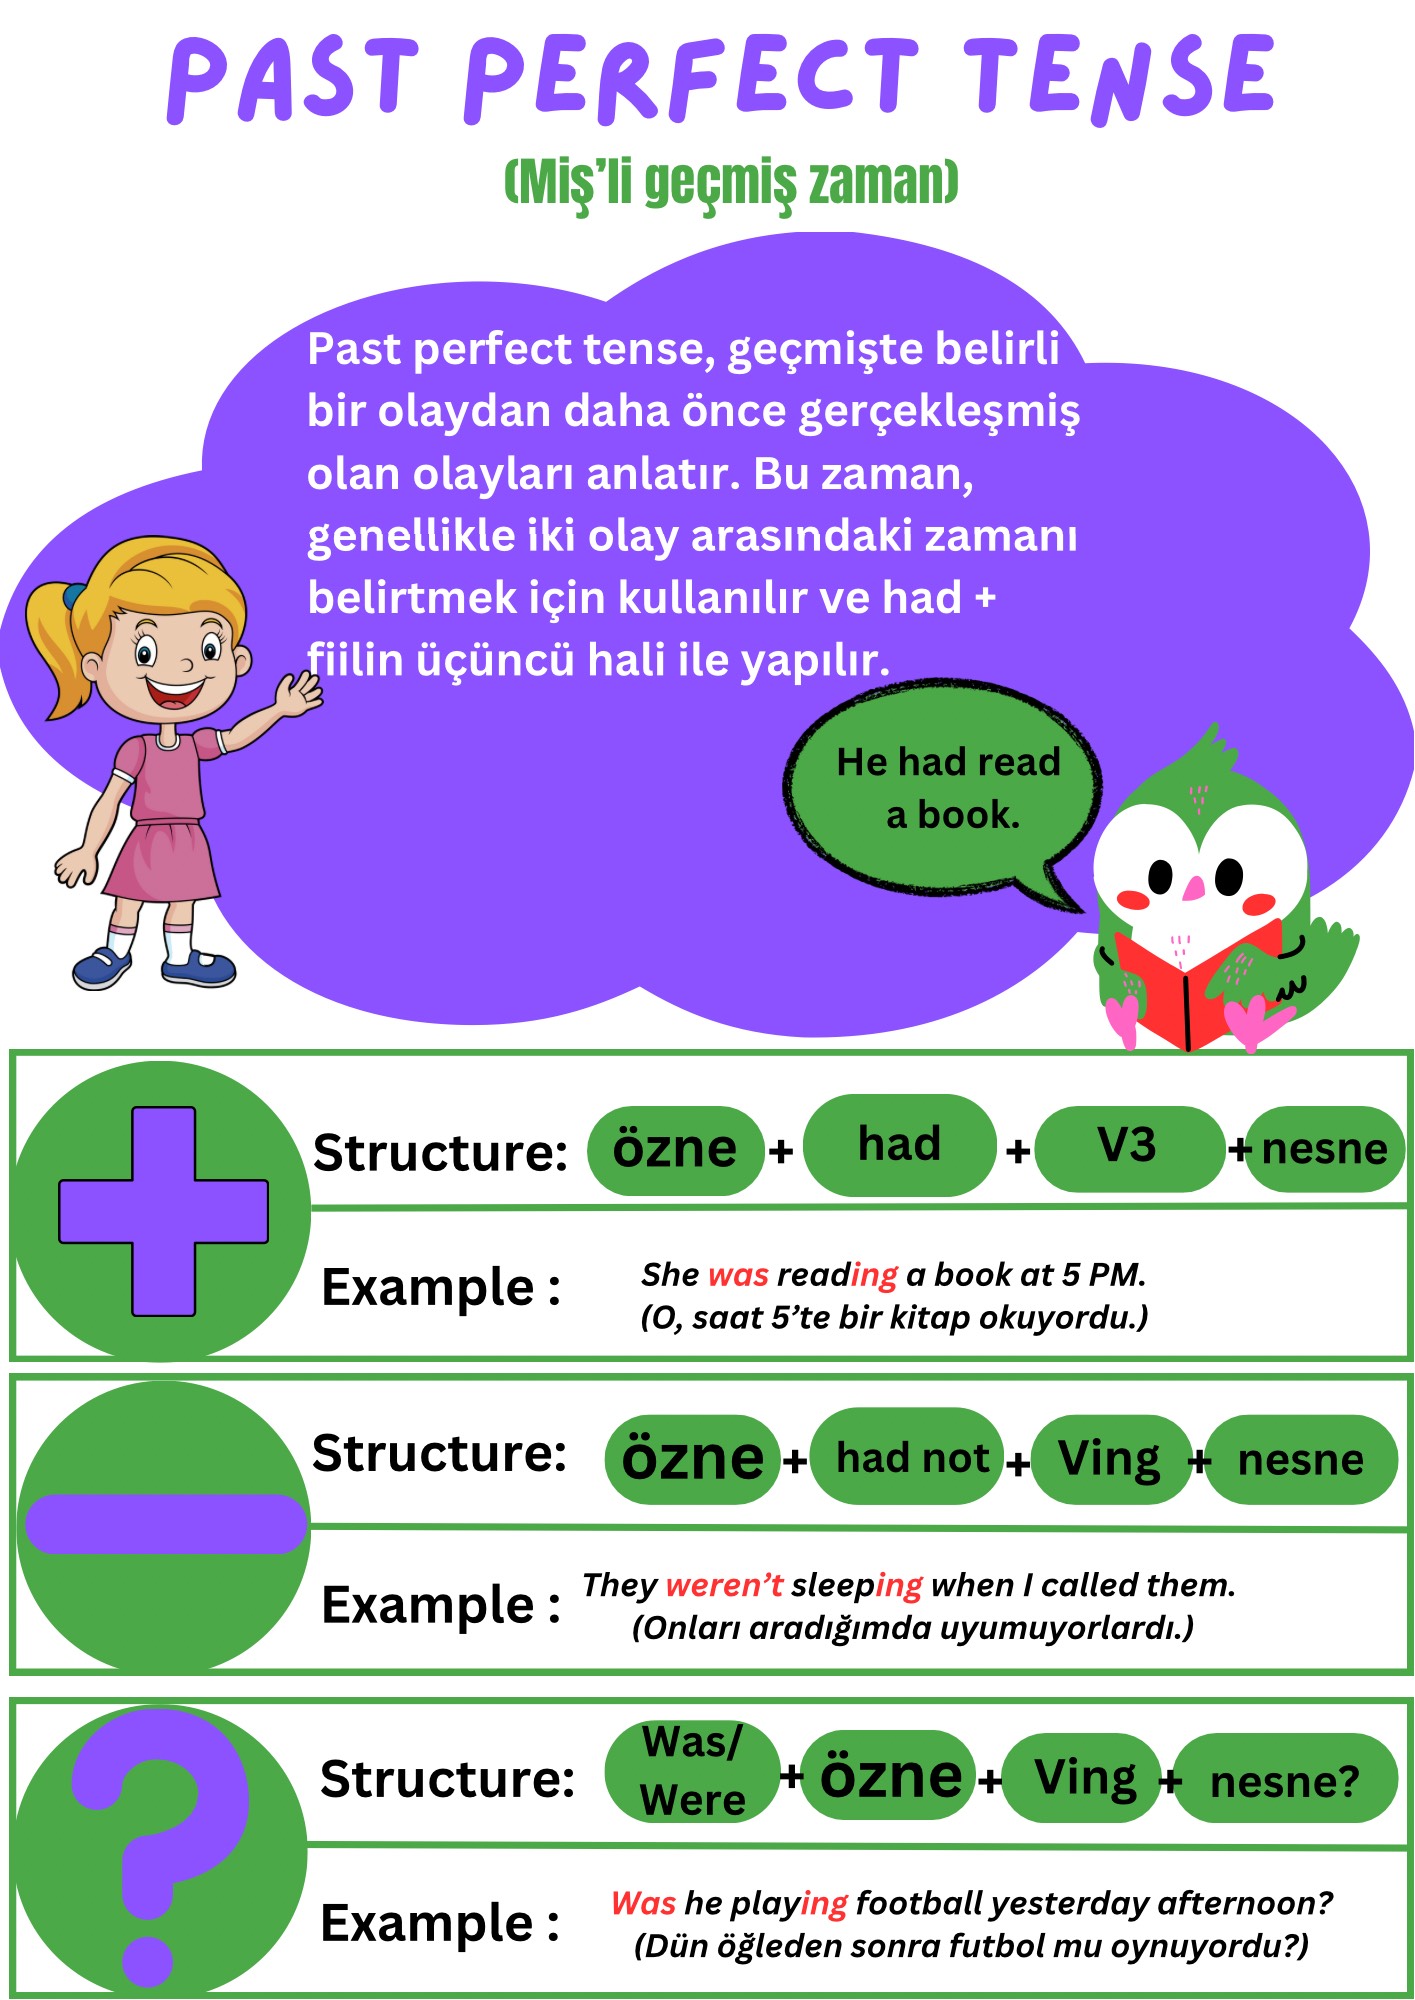 PAST PERFECT TENSE
(Miş’li geçmiş zaman)
Past perfect tense, geçmişte belirli
bir olaydan daha önce gerçekleşmiş
olan olayları anlatır. Bu zaman,
genellikle iki olay arasındaki zamanı
belirtmek için kullanılır ve had +
fiilin üçüncü hali ile yapılır.
He had read
a book.
Structure: özne + had + V3 + nesne
Example : She was reading a book at 5 PM.
(O, saat 5’te bir kitap okuyordu.)
Structure: özne + had not + Ving + nesne
Example : They weren’t sleeping when I called them.
(Onları aradığımda uyumuyorlardı.)
Structure: Was/
Were + özne + Ving + nesne?
Example : Was he playing football yesterday afternoon?
(Dün öğleden sonra futbol mu oynuyordu?)